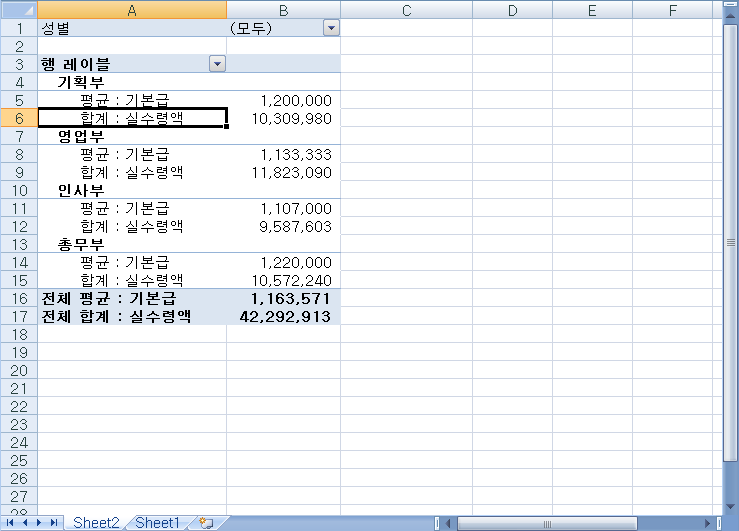 A B C D E F
1 성별 (모두)
2
3 행 레이블
4 기획부
5 평균 : 기본급 1,200,000
6 합계 : 실수령액 10,309,980
7 영업부
8 평균 : 기본급 1,133,333
9 합계 : 실수령액 11,823,090
10 인사부
11 평균 : 기본급 1,107,000
12 합계 : 실수령액 9,587,603
13 총무부
14 평균 : 기본급 1,220,000
15 합계 : 실수령액 10,572,240
16 전체 평균 : 기본급 1,163,571
17 전체 합계 : 실수령액 42,292,913
18
19
20
21
22
23
24
25
26
27
28
Sheet2 Sheet1